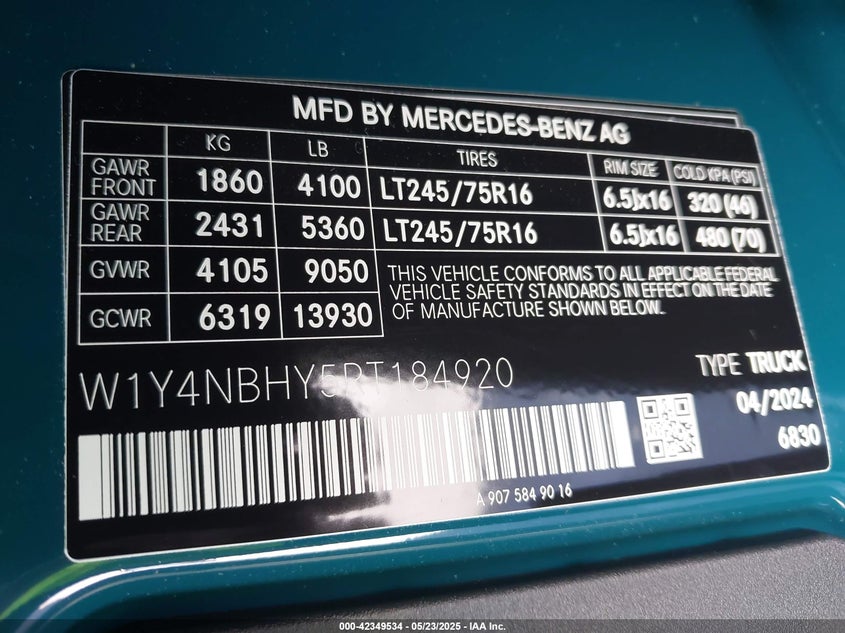 MFD BY MERCEDES-BENZ AG
KG LB TIRES RIM SIZE COLD KPA (PSI)
GAWR FRONT 1860 4100 LT245/75R16 6.5Jx16 320 (46)
GAWR REAR 2431 5360 LT245/75R16 6.5Jx16 480 (70)
GVWR 4105 9050
GCWR 6319 13930
THIS VEHICLE CONFORMS TO ALL APPLICABLE FEDERAL
VEHICLE SAFETY STANDARDS IN EFFECT ON THE DATE
OF MANUFACTURE SHOWN BELOW.
W1Y4NBHY5RT184920
TYPE TRUCK
04/2024
6830
A 907 584 90 16
000-42349534 - 05/23/2025 - IAA Inc.